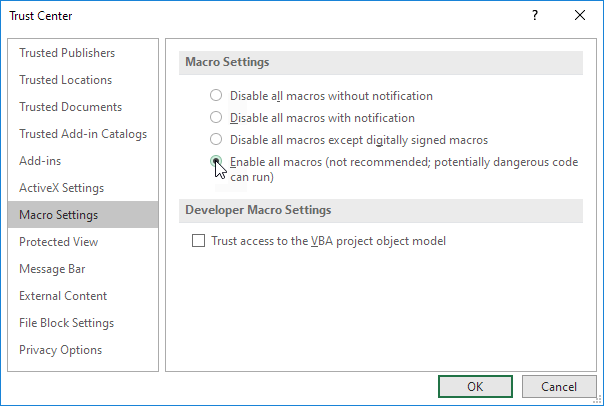 Trust Center
?
Trusted Publishers
Trusted Locations
Trusted Documents
Trusted Add-in Catalogs
Add-ins
ActiveX Settings
Macro Settings
Protected View
Message Bar
External Content
File Block Settings
Privacy Options
Macro Settings
Disable all macros without notification
Disable all macros with notification
Disable all macros except digitally signed macros
Enable all macros (not recommended; potentially dangerous code
can run)
Developer Macro Settings
Trust access to the VBA project object model
OK
Cancel